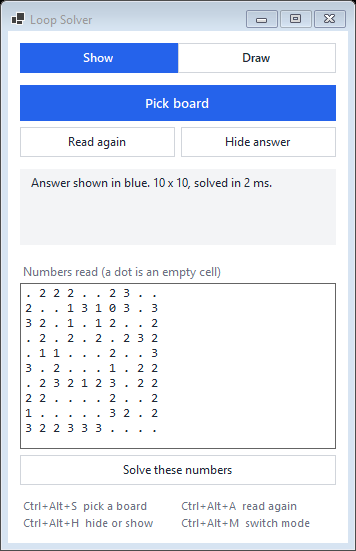 Loop Solver
Show Draw
Pick board
Read again Hide answer
Answer shown in blue. 10 x 10, solved in 2 ms.
Numbers read (a dot is an empty cell)
. 2 2 2 . . 2 3 . .
2 . . 1 3 1 0 3 . 3
3 2 . 1 . 1 2 . . 2
. 2 . 2 . 2 . 2 3 2
. 1 1 . . . 2 . . 3
3 . 2 . . . 1 . 2 2
. 2 3 2 1 2 3 . 2 2
2 2 . . . . 2 . . 2
1 . . . . . 3 2 . 2
3 2 2 3 3 3 . . . .
Solve these numbers
Ctrl+Alt+S pick a board Ctrl+Alt+A read again
Ctrl+Alt+H hide or show Ctrl+Alt+M switch mode